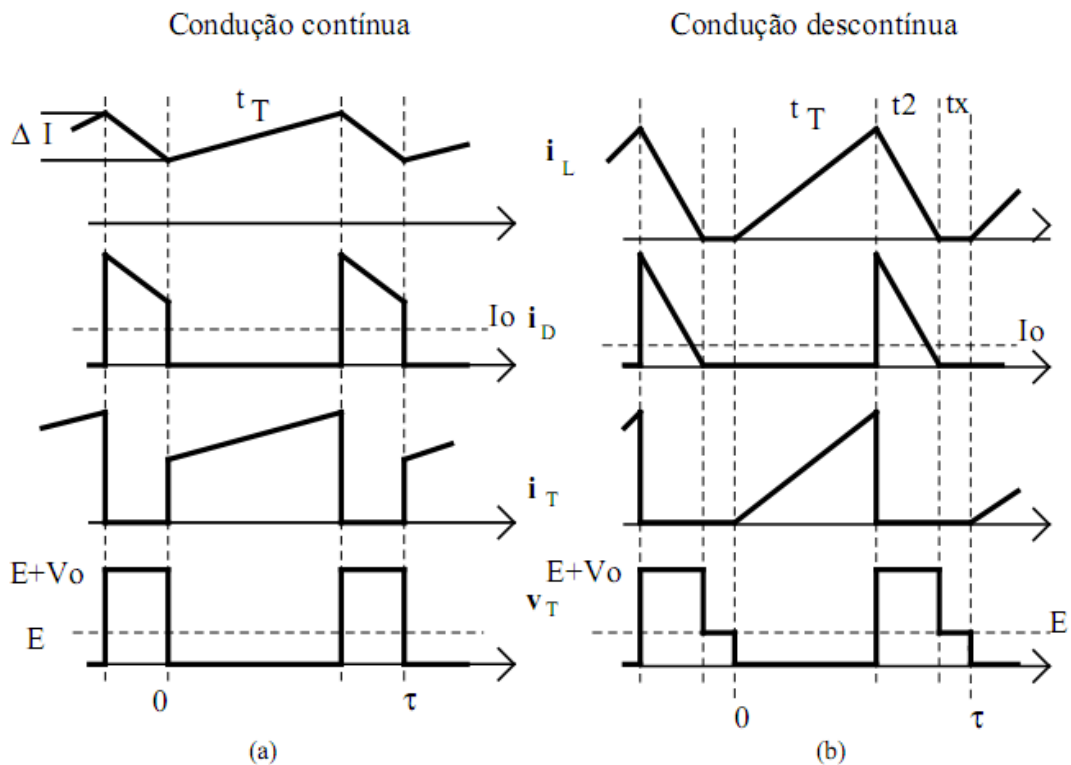 Condução contínua
Condução descontínua
Δ I
t T
i L
t T
t2
tx
Io
i D
Io
i T
E+Vo
E
v T
E+Vo
E
0
τ
0
τ
(a)
(b)